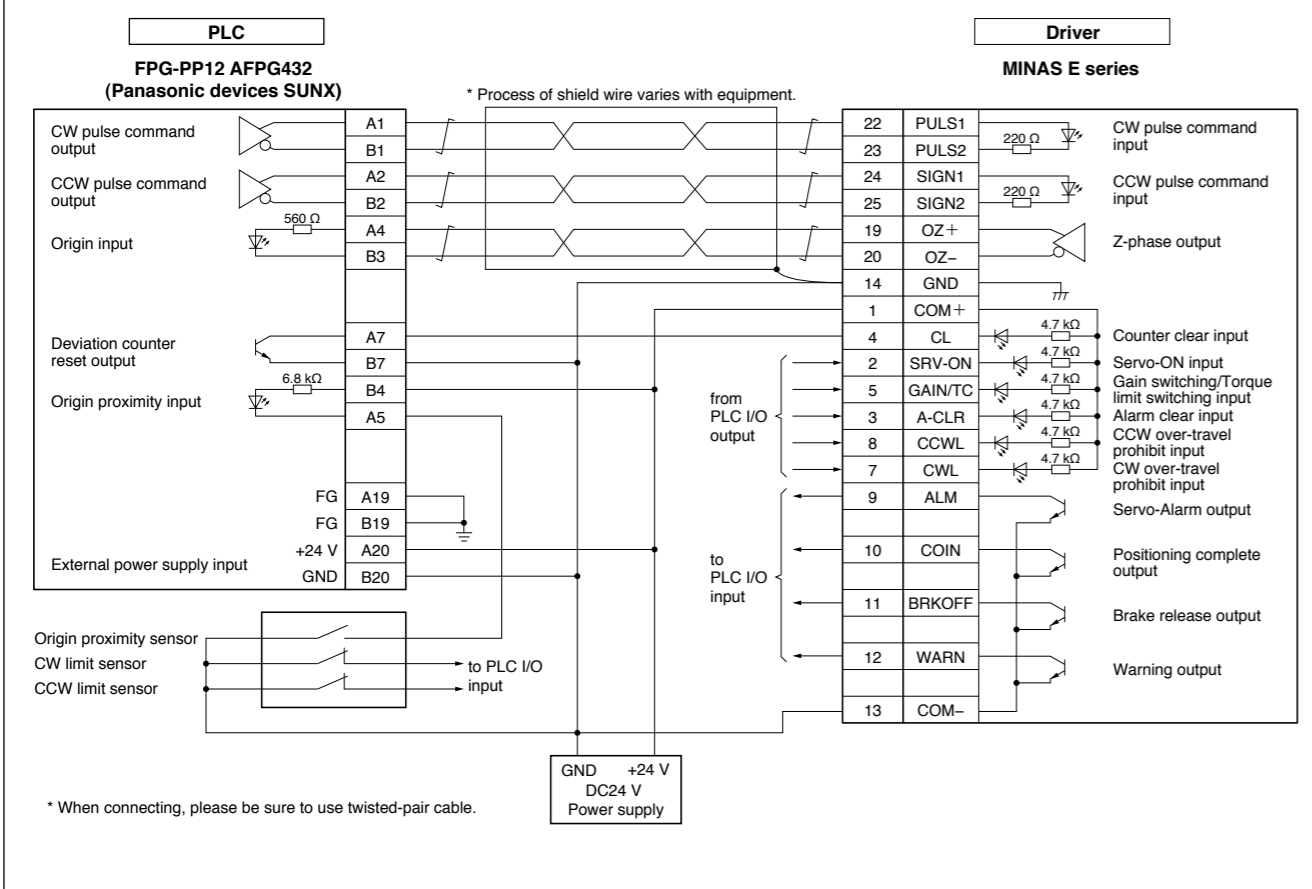 PLC
Driver
FPG-PP12 AFPG432
(Panasonic devices SUNX)
MINAS E series
* Process of shield wire varies with equipment.
CW pulse command
output
A1
B1
22 PULS1
23 PULS2
220 Ω
CW pulse command
input
CCW pulse command
output
A2
B2
24 SIGN1
25 SIGN2
220 Ω
CCW pulse command
input
Origin input
560 Ω
A4
B3
19 OZ+
20 OZ−
Z-phase output
14 GND
1 COM+
Deviation counter
reset output
A7
B7
4 CL
4.7 kΩ
Counter clear input
2 SRV-ON
4.7 kΩ
Servo-ON input
Origin proximity input
6.8 kΩ
B4
A5
from
PLC I/O
output
5 GAIN/TC
4.7 kΩ
Gain switching/Torque
limit switching input
3 A-CLR
4.7 kΩ
Alarm clear input
8 CCWL
4.7 kΩ
CCW over-travel
prohibit input
7 CWL
4.7 kΩ
CW over-travel
prohibit input
FG A19
FG B19
External power supply input
+24 V A20
GND B20
to
PLC I/O
input
9 ALM
Servo-Alarm output
10 COIN
Positioning complete
output
11 BRKOFF
Brake release output
12 WARN
Warning output
13 COM−
Origin proximity sensor
CW limit sensor
CCW limit sensor
to PLC I/O
input
GND +24 V
DC24 V
Power supply
* When connecting, please be sure to use twisted-pair cable.